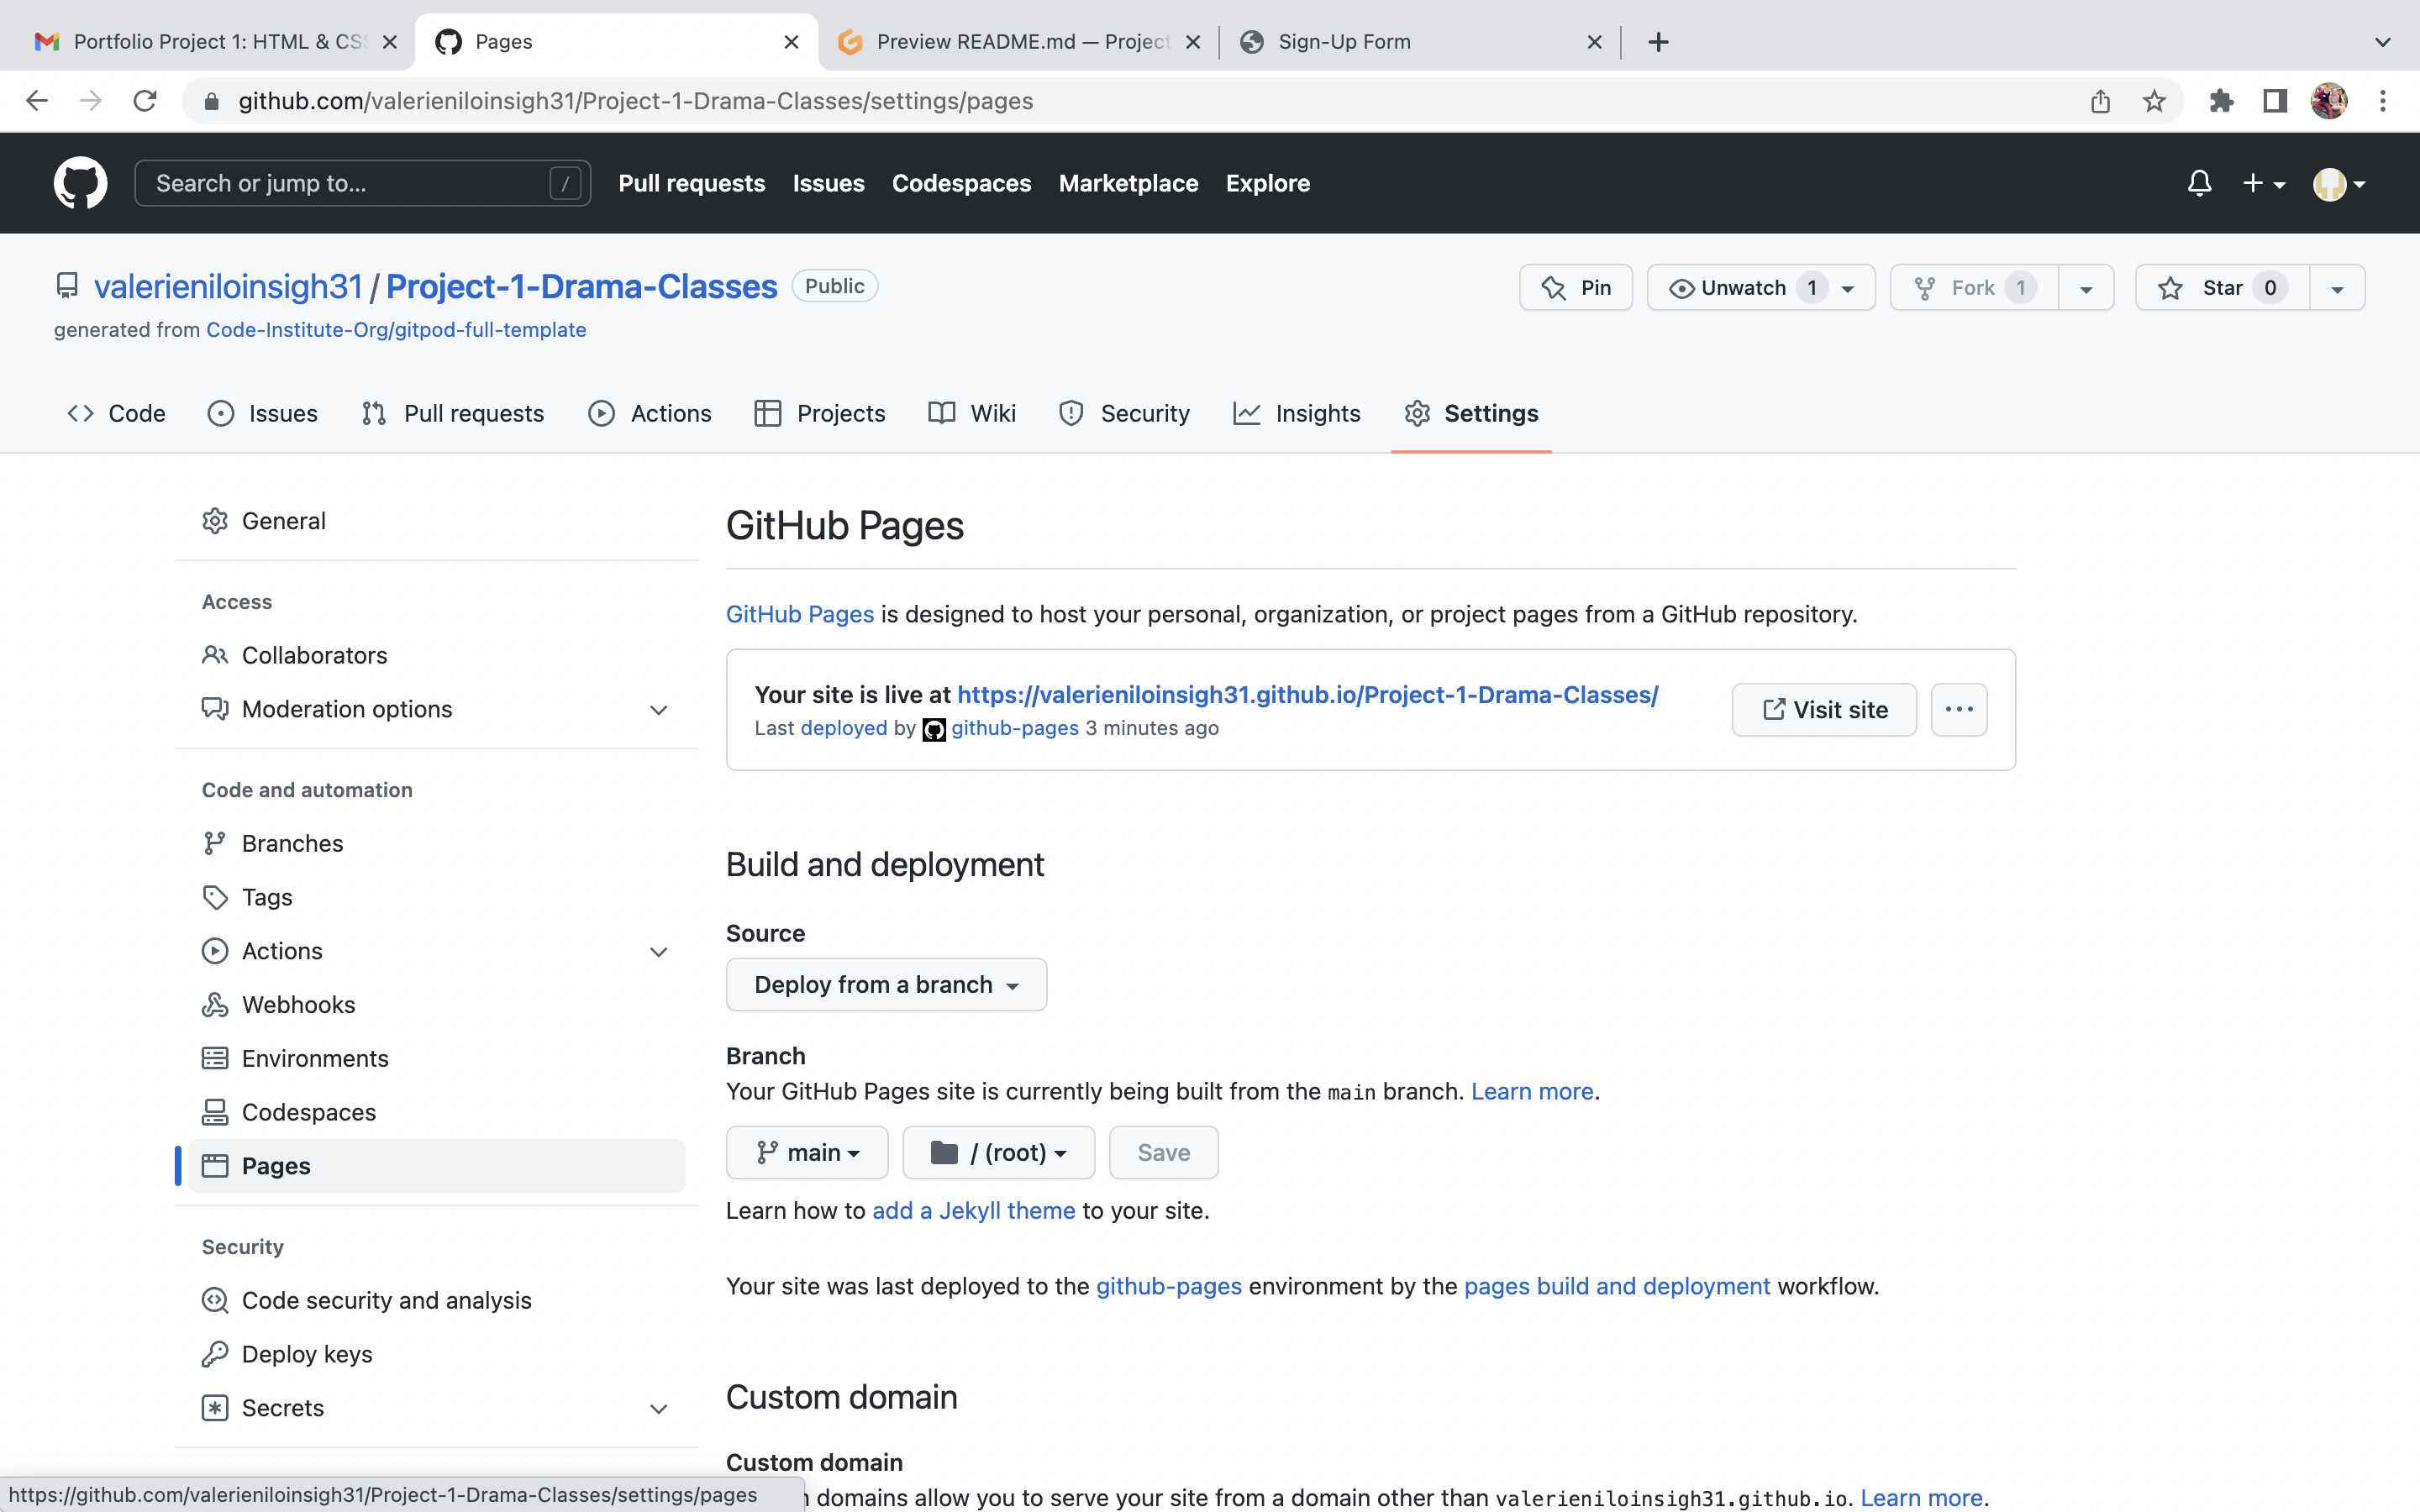 Portfolio Project 1: HTML & CSS
Pages
Preview README.md — Project
Sign-Up Form
github.com/valerieniloinsigh31/Project-1-Drama-Classes/settings/pages
Search or jump to... /
Pull requests Issues Codespaces Marketplace Explore
valerieniloinsigh31 / Project-1-Drama-Classes Public
Pin Unwatch 1 Fork 1 Star 0
generated from Code-Institute-Org/gitpod-full-template
Code Issues Pull requests Actions Projects Wiki Security Insights Settings
General
Access
Collaborators
Moderation options
Code and automation
Branches
Tags
Actions
Webhooks
Environments
Codespaces
Pages
Security
Code security and analysis
Deploy keys
Secrets
GitHub Pages
GitHub Pages is designed to host your personal, organization, or project pages from a GitHub repository.
Your site is live at https://valerieniloinsigh31.github.io/Project-1-Drama-Classes/
Last deployed by github-pages 3 minutes ago
Visit site
Build and deployment
Source
Deploy from a branch
Branch
Your GitHub Pages site is currently being built from the main branch. Learn more.
main / (root) Save
Learn how to add a Jekyll theme to your site.
Your site was last deployed to the github-pages environment by the pages build and deployment workflow.
Custom domain
Custom domain
domains allow you to serve your site from a domain other than valerieniloinsigh31.github.io. Learn more.
https://github.com/valerieniloinsigh31/Project-1-Drama-Classes/settings/pages